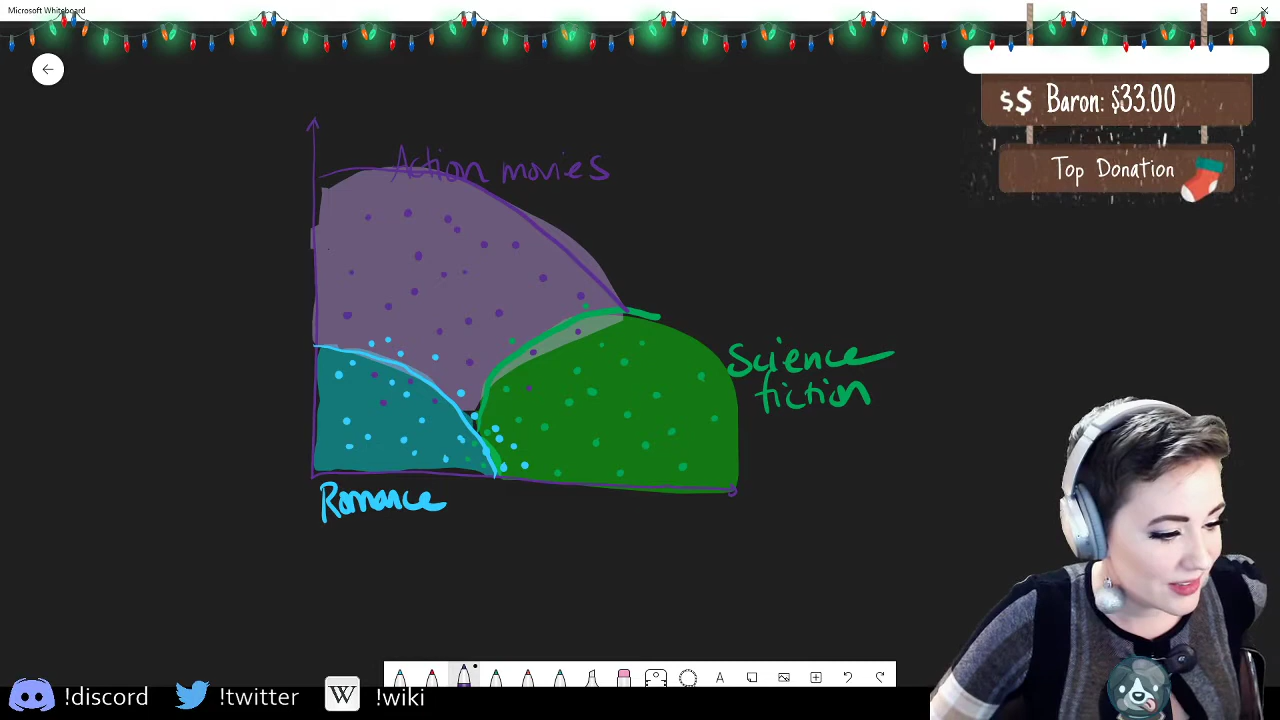 Microsoft Whiteboard
$$ Baron: $33.00
Top Donation
Action movies
Science
fiction
Romance
A
!discord
!twitter
W !wiki